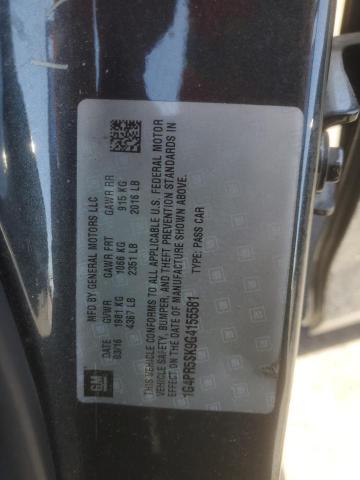 MFD BY GENERAL MOTORS LLC
DATE GVWR GAWR FRT GAWR RR
03/16 1981 KG 1066 KG 915 KG
4367 LB 2351 LB 2016 LB
THIS VEHICLE CONFORMS TO ALL APPLICABLE U.S. FEDERAL MOTOR
VEHICLE SAFETY, BUMPER, AND THEFT PREVENTION STANDARDS IN
EFFECT ON THE DATE OF MANUFACTURE SHOWN ABOVE.
1G4PR5SK9G4155581 TYPE: PASS CAR
GM